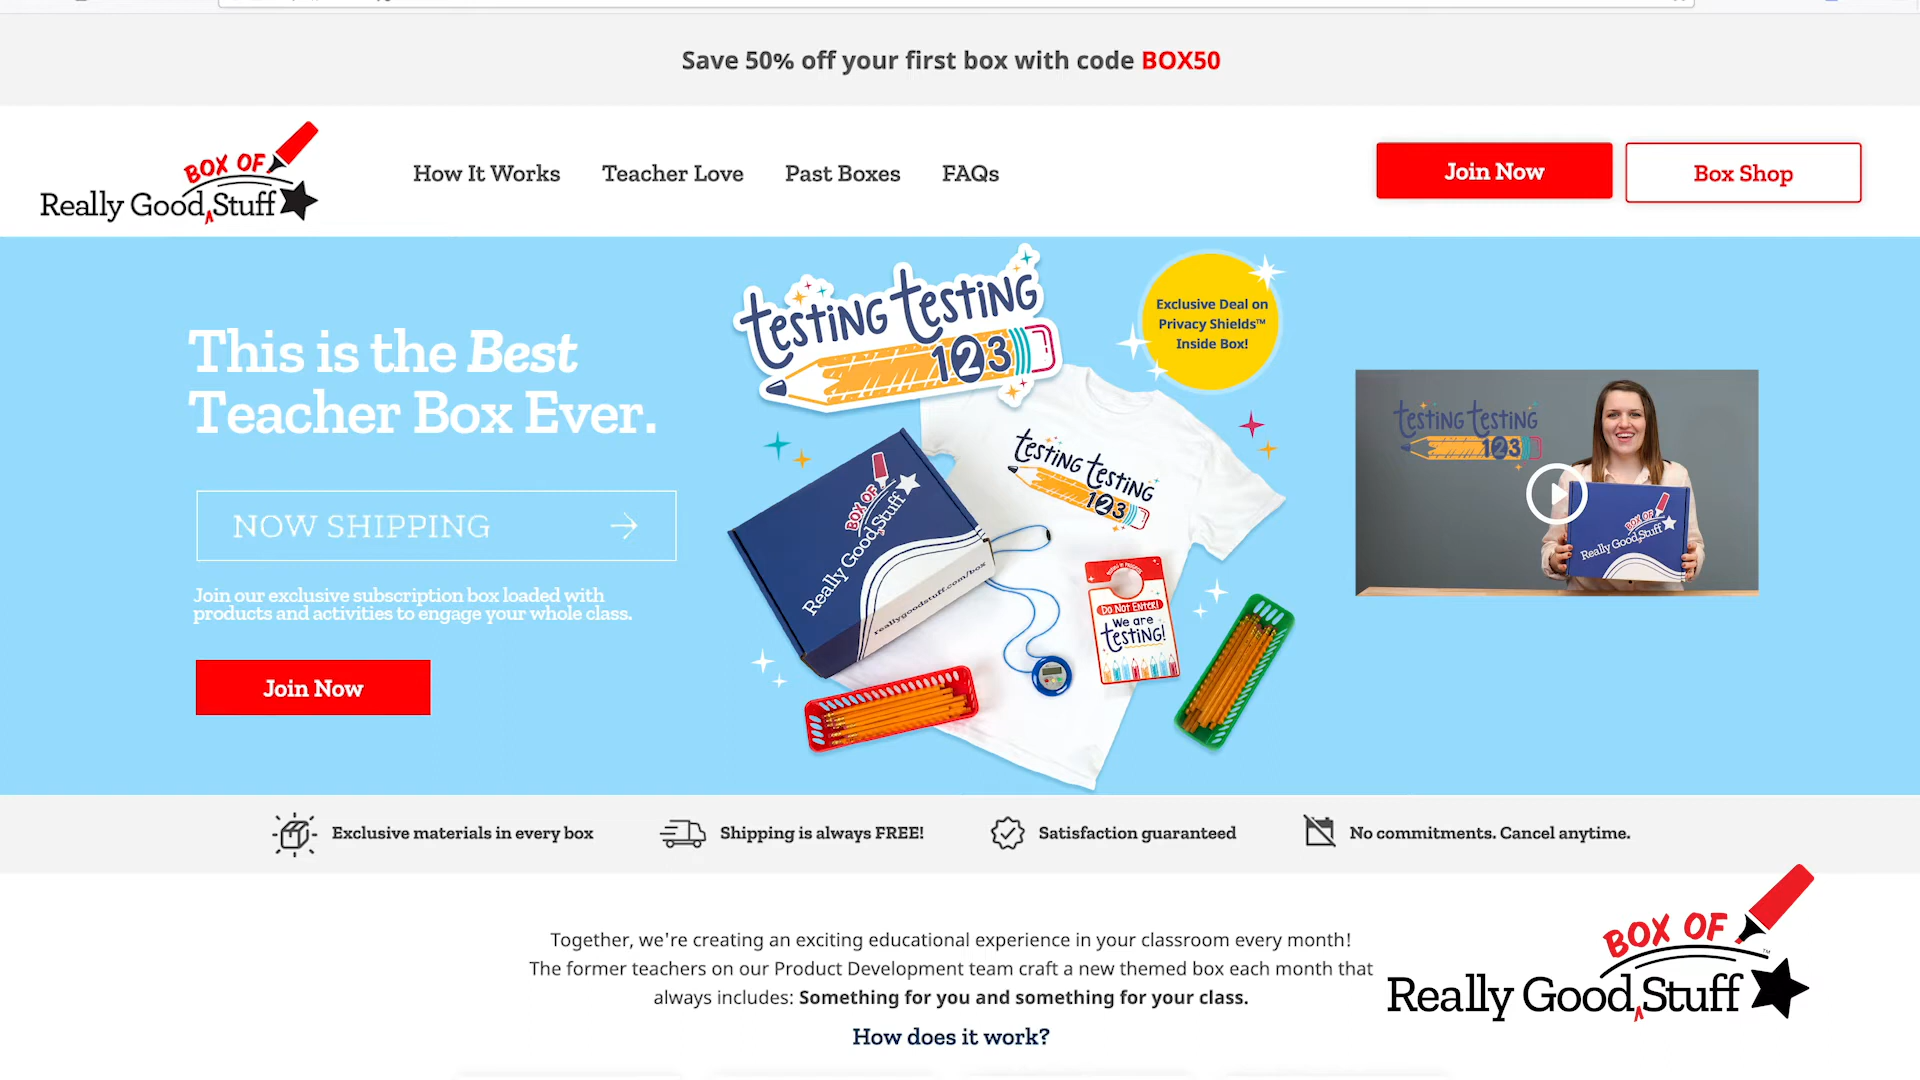 Save 50% off your first box with code BOX50
BOX OF
Really Good Stuff
How It Works
Teacher Love
Past Boxes
FAQs
Join Now
Box Shop
This is the Best
Teacher Box Ever.
NOW SHIPPING
Join our exclusive subscription box loaded with
products and activities to engage your whole class.
Join Now
testing testing
123
Exclusive Deal on
Privacy Shields™
Inside Box!
testing testing
123
BOX OF
Really Good Stuff
reallygoodstuff.com/box
DO NOT ENTER!
We are
testing!
testing testing
123
BOX OF
Really Good Stuff
Exclusive materials in every box
Shipping is always FREE!
Satisfaction guaranteed
No commitments. Cancel anytime.
Together, we're creating an exciting educational experience in your classroom every month!
The former teachers on our Product Development team craft a new themed box each month that
always includes: Something for you and something for your class.
How does it work?
BOX OF
Really Good Stuff